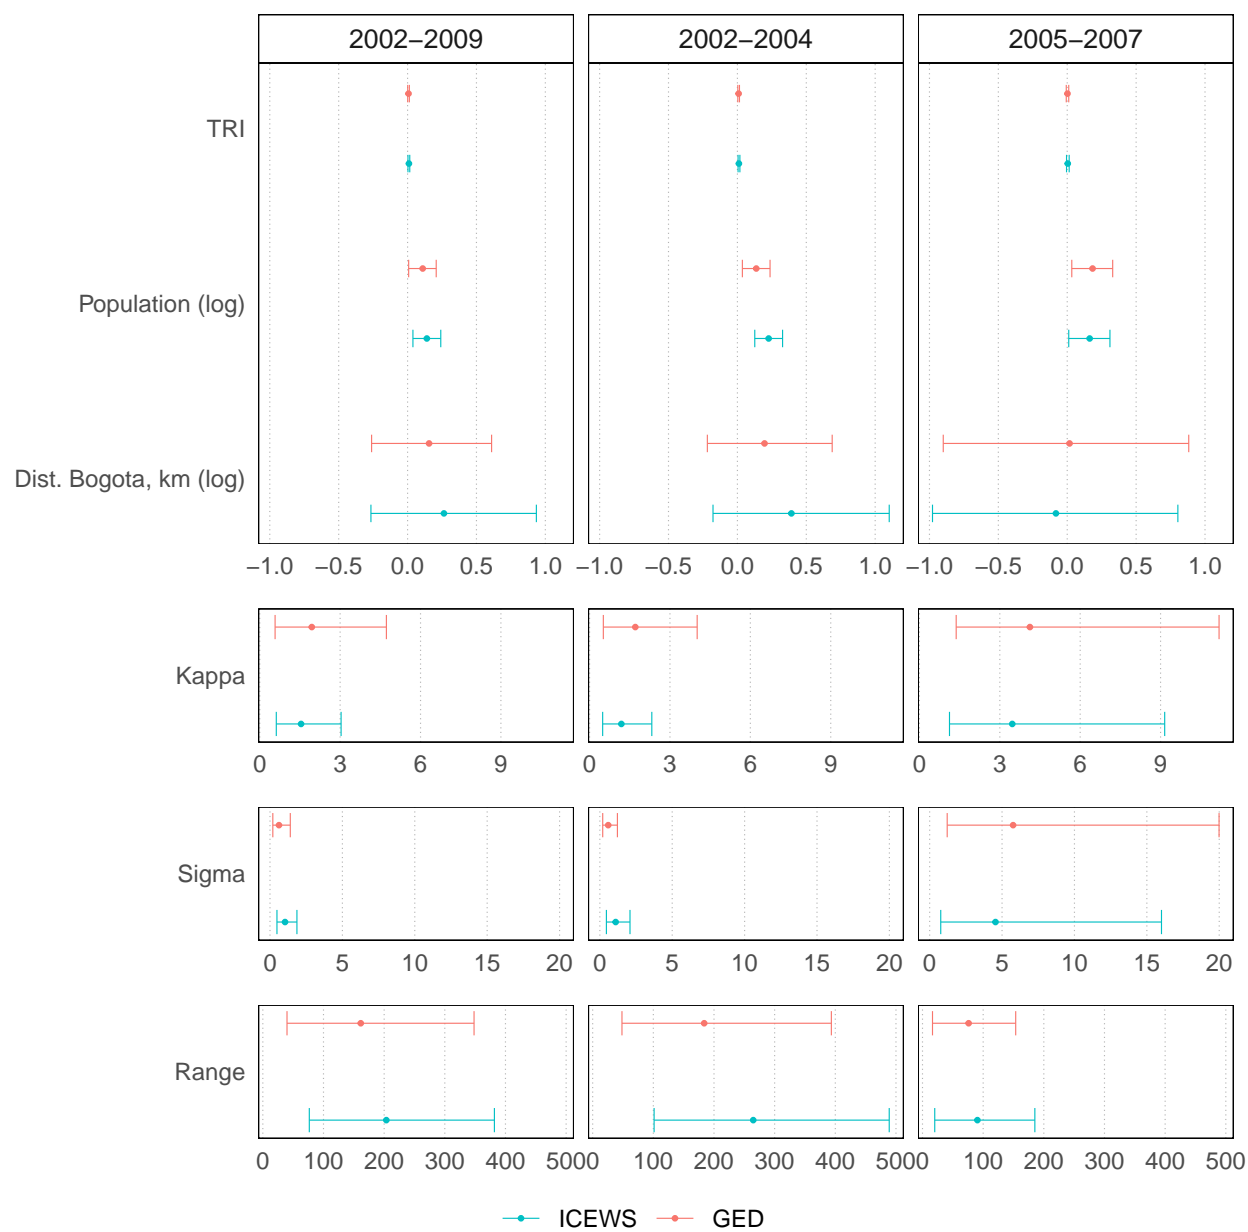 2002−2009 2002−2004 2005−2007
TRI
Population (log)
Dist. Bogota, km (log)
−1.0 −0.5 0.0 0.5 1.0 −1.0 −0.5 0.0 0.5 1.0 −1.0 −0.5 0.0 0.5 1.0
Kappa
0 3 6 9 0 3 6 9 0 3 6 9
Sigma
0 5 10 15 20 0 5 10 15 20 0 5 10 15 20
Range
0 100 200 300 400 500 0 100 200 300 400 500 0 100 200 300 400 500
ICEWS GED